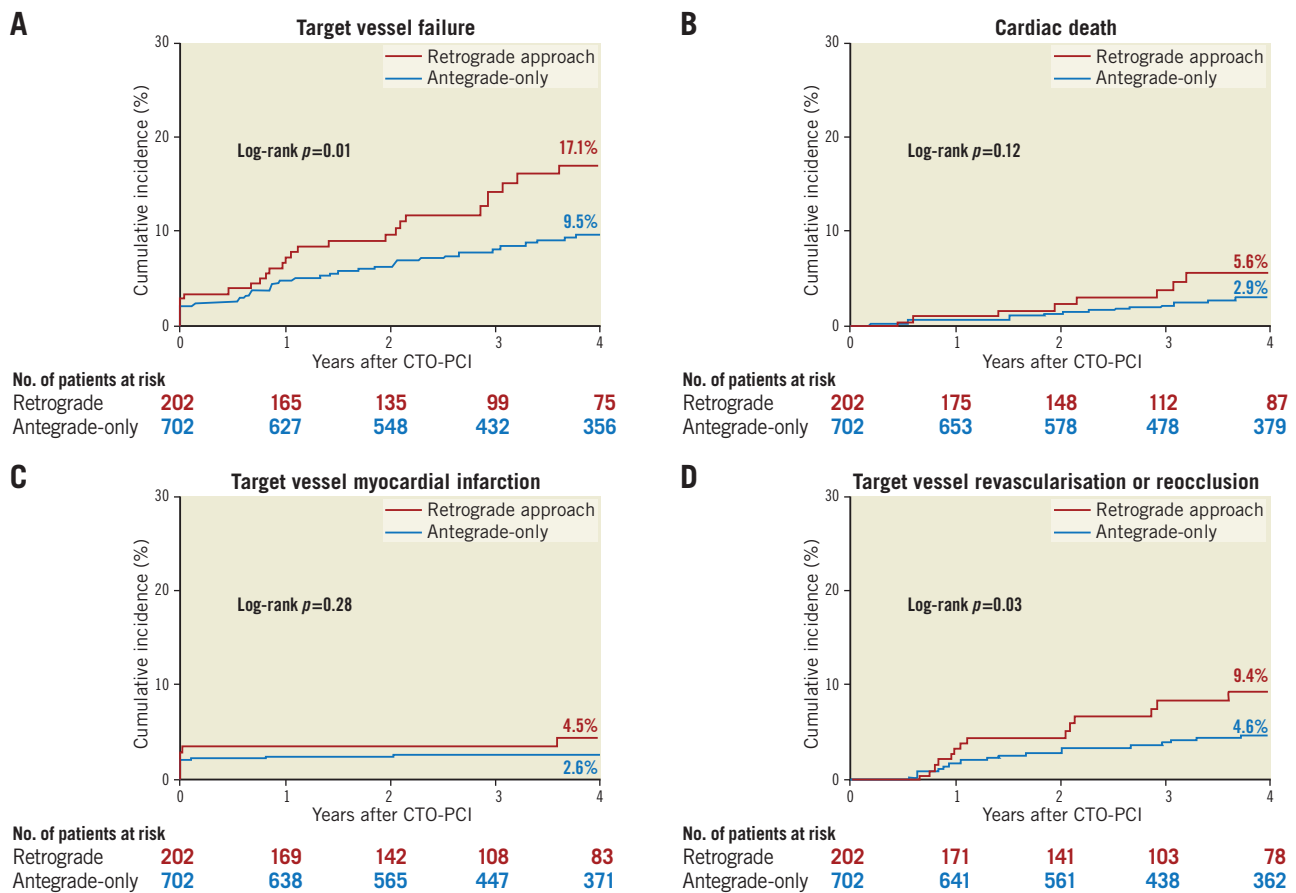 A
Target vessel failure
30
20
10
0
Cumulative incidence (%)
Retrograde approach
Antegrade-only
Log-rank p=0.01
17.1%
9.5%
0 1 2 3 4
Years after CTO-PCI
No. of patients at risk
Retrograde 202 165 135 99 75
Antegrade-only 702 627 548 432 356
B
Cardiac death
30
20
10
0
Cumulative incidence (%)
Retrograde approach
Antegrade-only
Log-rank p=0.12
5.6%
2.9%
0 1 2 3 4
Years after CTO-PCI
No. of patients at risk
Retrograde 202 175 148 112 87
Antegrade-only 702 653 578 478 379
C
Target vessel myocardial infarction
30
20
10
0
Cumulative incidence (%)
Retrograde approach
Antegrade-only
Log-rank p=0.28
4.5%
2.6%
0 1 2 3 4
Years after CTO-PCI
No. of patients at risk
Retrograde 202 169 142 108 83
Antegrade-only 702 638 565 447 371
D
Target vessel revascularisation or reocclusion
30
20
10
0
Cumulative incidence (%)
Retrograde approach
Antegrade-only
Log-rank p=0.03
9.4%
4.6%
0 1 2 3 4
Years after CTO-PCI
No. of patients at risk
Retrograde 202 171 141 103 78
Antegrade-only 702 641 561 438 362